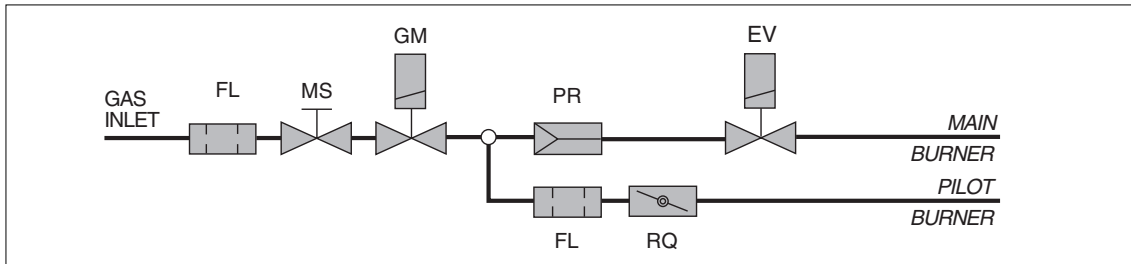 GM
EV
FL
MS
PR
GAS
INLET
MAIN
BURNER
PILOT
BURNER
FL
RQ